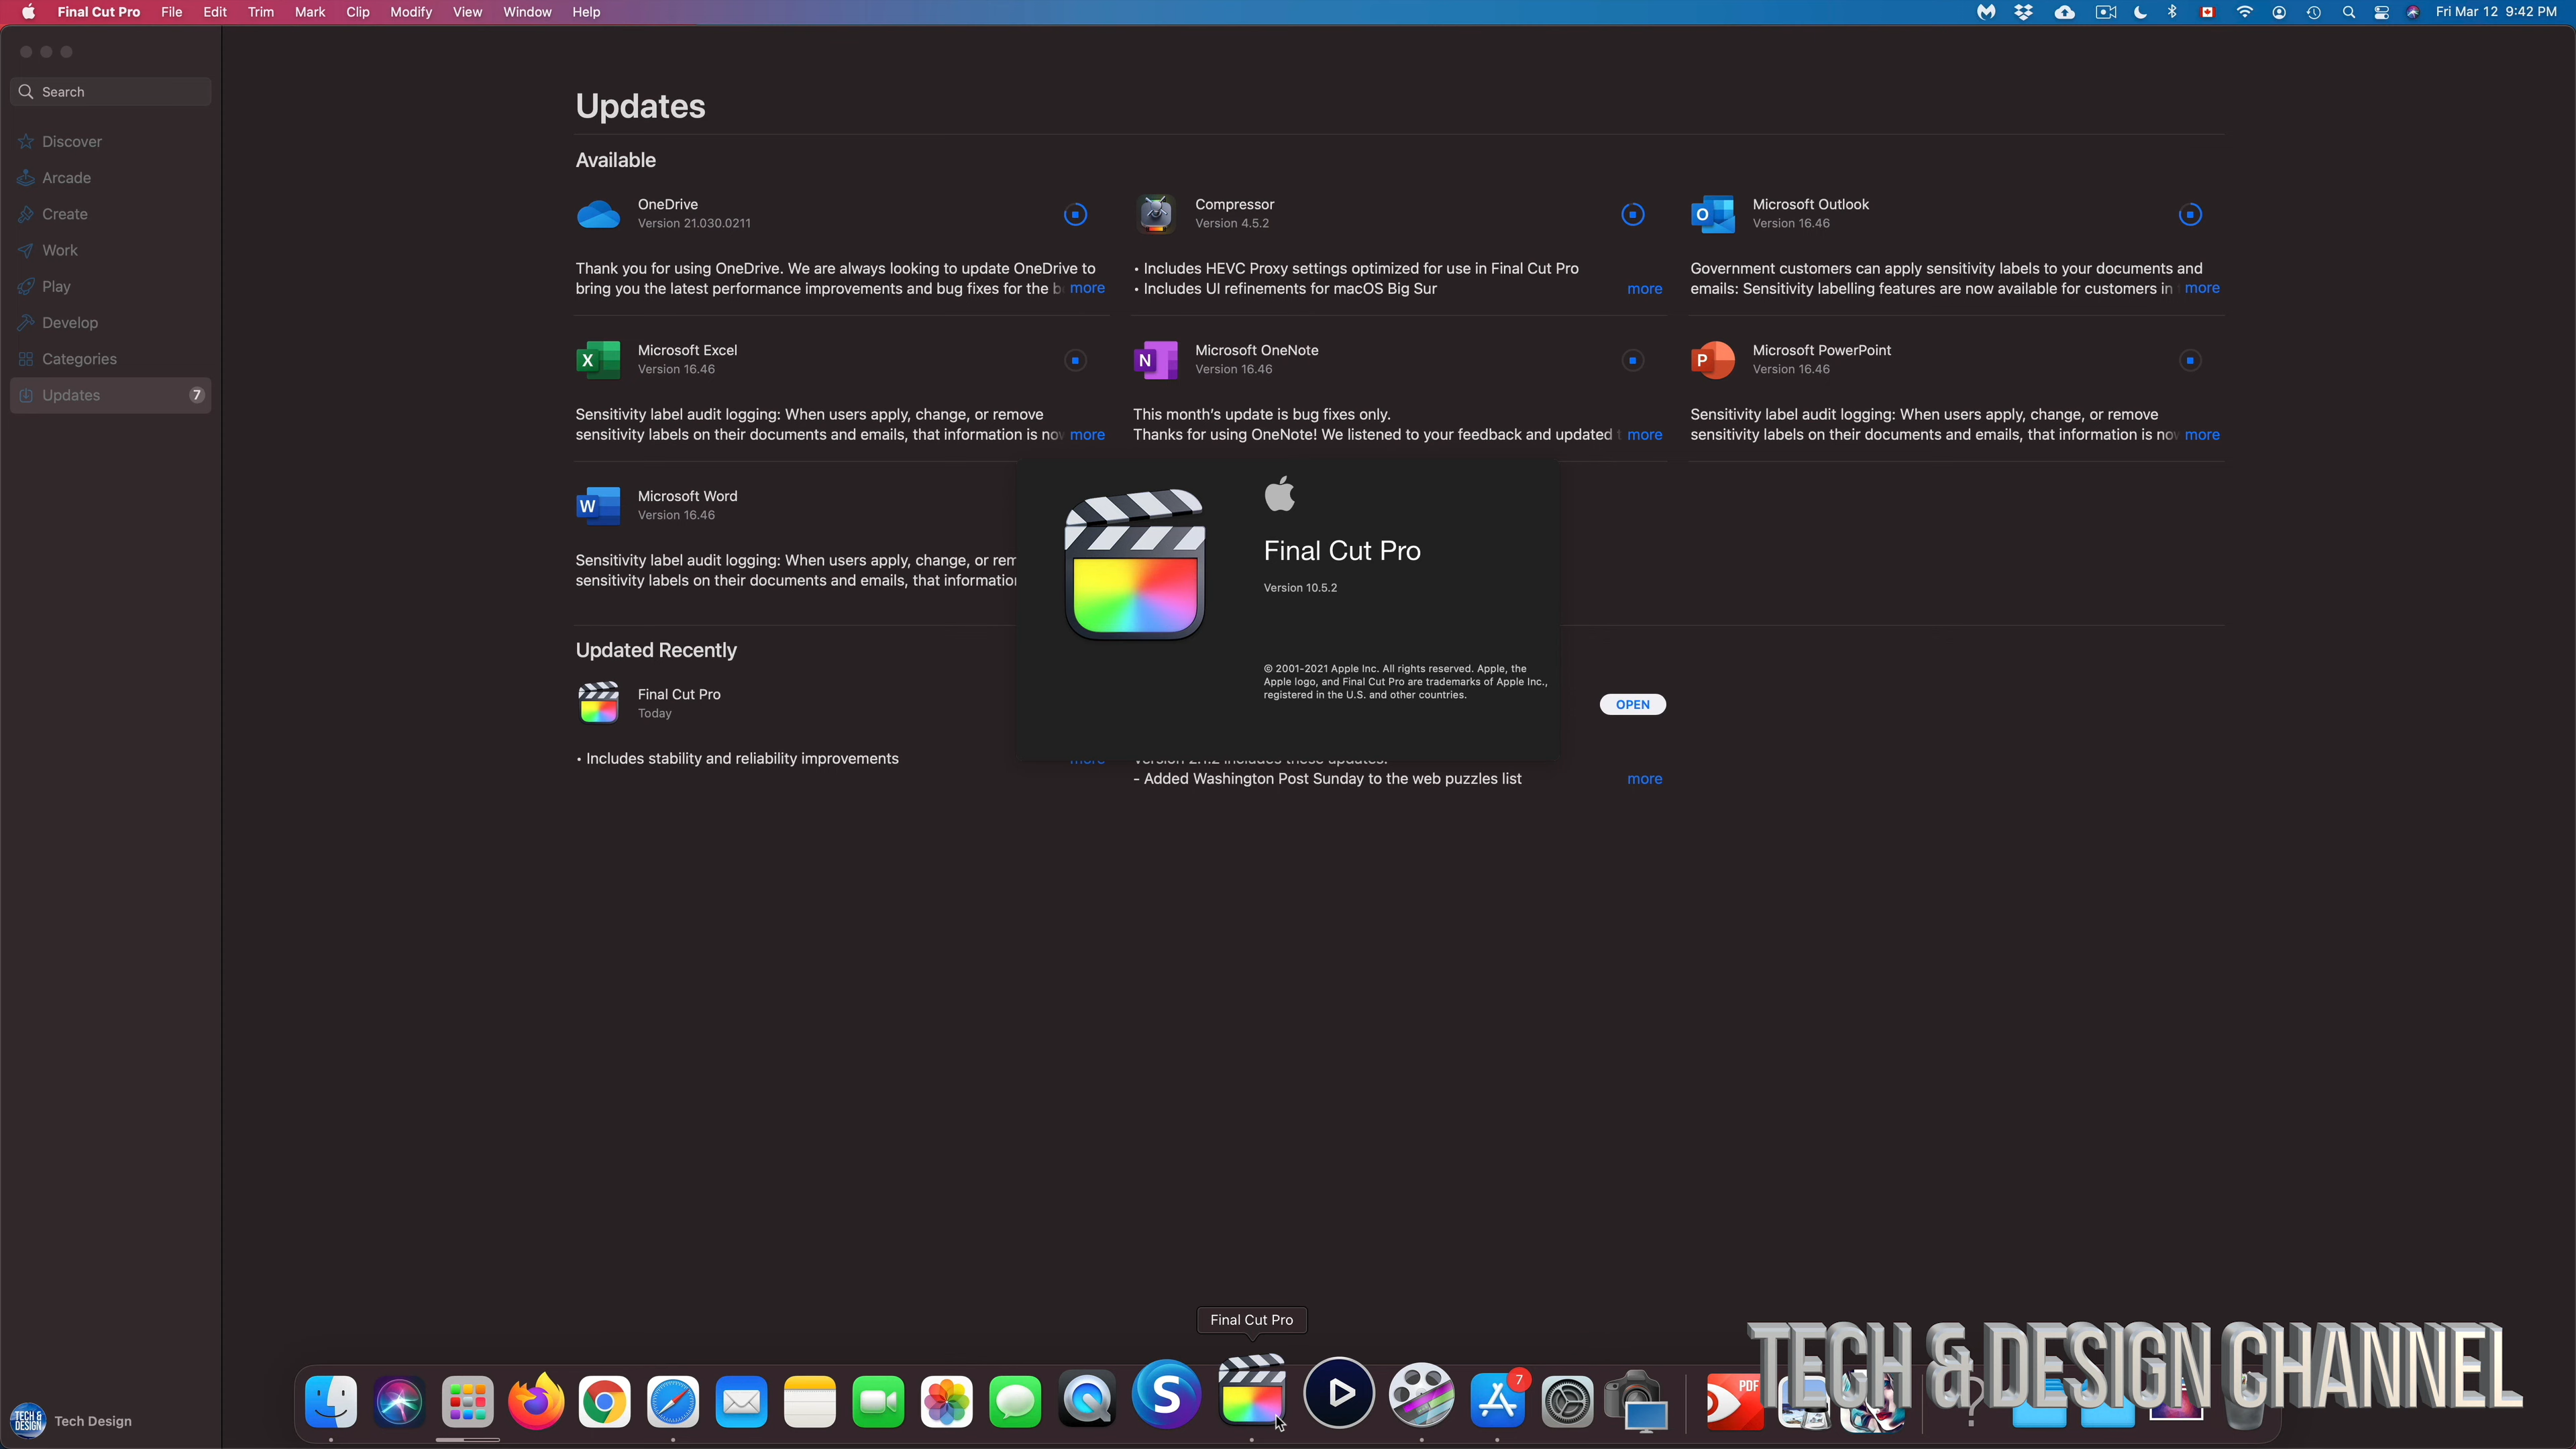 Final Cut Pro File Edit Trim Mark Clip Modify View Window Help
Fri Mar 12 9:42 PM
Search
Discover
Arcade
Create
Work
Play
Develop
Categories
Updates 7
Tech Design
TECH & DESIGN
Updates
Available
OneDrive
Version 21.030.0211
Thank you for using OneDrive. We are always looking to update OneDrive to
bring you the latest performance improvements and bug fixes for the more
Compressor
Version 4.5.2
• Includes HEVC Proxy settings optimized for use in Final Cut Pro
• Includes UI refinements for macOS Big Sur more
Microsoft Outlook
Version 16.46
Government customers can apply sensitivity labels to your documents and
emails: Sensitivity labelling features are now available for customers in more
Microsoft Excel
Version 16.46
Sensitivity label audit logging: When users apply, change, or remove
sensitivity labels on their documents and emails, that information is more
Microsoft OneNote
Version 16.46
This month's update is bug fixes only.
Thanks for using OneNote! We listened to your feedback and updated more
Microsoft PowerPoint
Version 16.46
Sensitivity label audit logging: When users apply, change, or remove
sensitivity labels on their documents and emails, that information is more
Microsoft Word
Version 16.46
Sensitivity label audit logging: When users apply, change, or
sensitivity labels on their documents and emails, that
Final Cut Pro
Version 10.5.2
© 2001-2021 Apple Inc. All rights reserved. Apple, the
Apple logo, and Final Cut Pro are trademarks of Apple Inc.,
registered in the U.S. and other countries.
Updated Recently
Final Cut Pro
Today
• Includes stability and reliability improvements
OPEN
- Added Washington Post Sunday to the web puzzles list more
Final Cut Pro
7
PDF
TECH & DESIGN CHANNEL